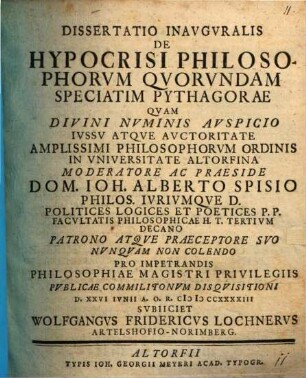 DISSERTATIO INAVGVRALIS
DE
HYPOCRISI PHILOSO-
PHORVM QVORVNDAM
SPECIATIM PYTHAGORAE
QVAM
DIVINI NVMINIS AVSPICIO
IVSSV ATQVE AVCTORITATE
AMPLISSIMI PHILOSOPHORVM ORDINIS
IN VNIVERSITATE ALTORFINA
MODERATORE AC PRAESIDE
DOM. IOH. ALBERTO SPISIO
PHILOS. IVRIVMQVE D.
POLITICES LOGICES ET POETICES P. P.
FACVLTATIS PHILOSOPHICAE H. T. TERTIVM
DECANO
PATRONO ATQVE PRAECEPTORE SVO
NVNQVAM NON COLENDO
PRO IMPETRANDIS
PHILOSOPHIAE MAGISTRI PRIVILEGIIS
PVBLICAE COMMILITONVM DISQVISITIONI
D. XXVI IVNII A. O. R. CIↃ IↃ CCXXXXIII
SVBIICIET
WOLFGANGVS FRIDERICVS LOCHNERVS
ARTELSHOFIO-NORIMBERG.
ALTORFII
TYPIS IOH. GEORGII MEYERI ACAD. TYPOGR.